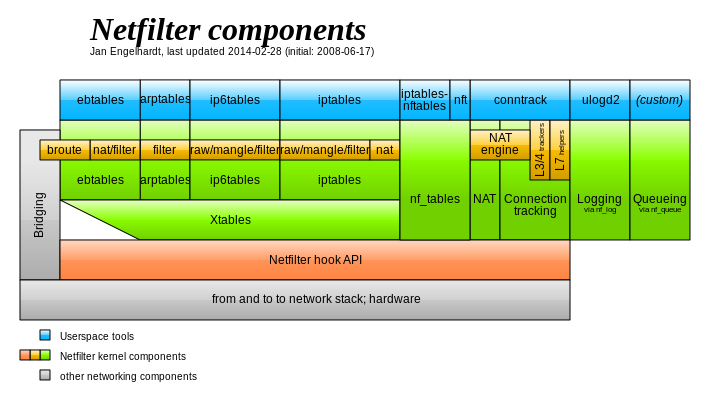 Netfilter components
Jan Engelhardt, last updated 2014-02-28 (initial: 2008-06-17)
ebtables
arptables
ip6tables
iptables
iptables-
nftables
nft
conntrack
ulogd2
(custom)
broute
nat/filter
filter
raw/mangle/filter
raw/mangle/filter
nat
NAT
engine
L3/4 trackers
L7 helpers
Bridging
ebtables
arptables
ip6tables
iptables
nf_tables
NAT
Connection
tracking
Logging
via nf_log
Queueing
via nf_queue
Xtables
Netfilter hook API
from and to to network stack; hardware
Userspace tools
Netfilter kernel components
other networking components